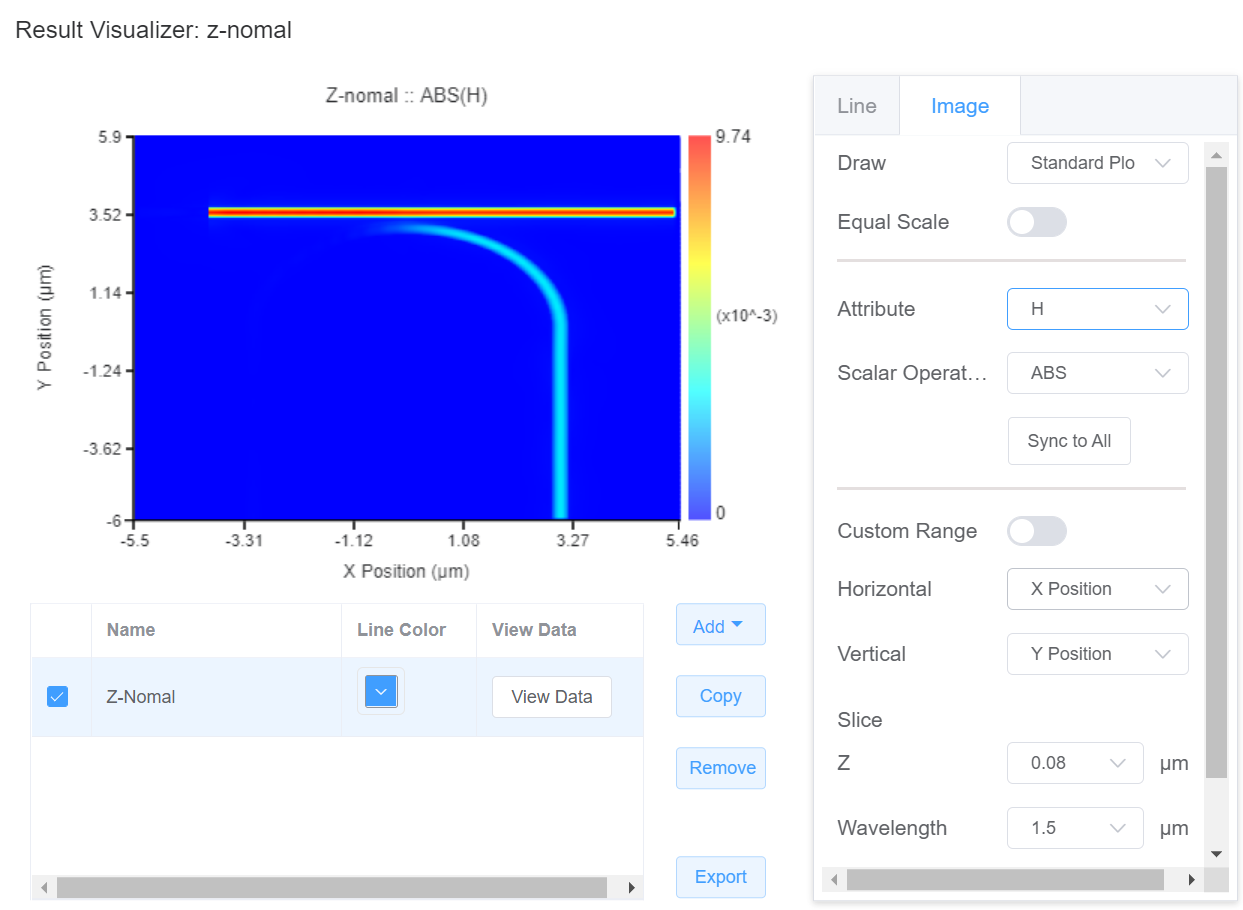 Result Visualizer: z-nomal
Z-nomal :: ABS(H)
5.9
3.52
1.14
-1.24
-3.62
-6
Y Position (µm)
-5.5 -3.31 -1.12 1.08 3.27 5.46
X Position (µm)
9.74
(x10^-3)
0
Name Line Color View Data
Z-Nomal View Data
Add
Copy
Remove
Export
Line Image
Draw Standard Plo
Equal Scale
Attribute H
Scalar Operat... ABS
Sync to All
Custom Range
Horizontal X Position
Vertical Y Position
Slice
Z 0.08 µm
Wavelength 1.5 µm